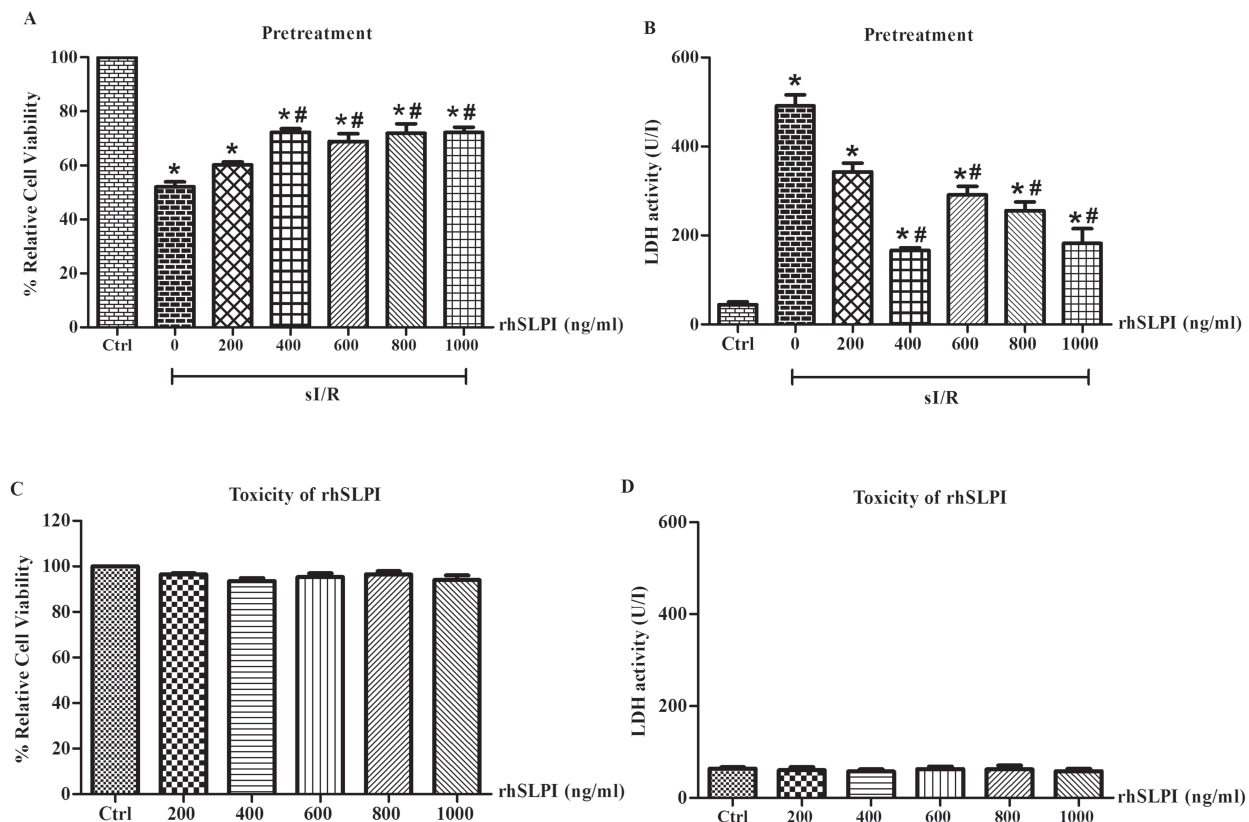 A
Pretreatment
% Relative Cell Viability
100
80
60
40
20
0
*
*
*#
*#
*#
*#
Ctrl 0 200 400 600 800 1000 rhSLPI (ng/ml)
sI/R
B
Pretreatment
LDH activity (U/I)
600
400
200
0
*
*
*#
*#
*#
*#
Ctrl 0 200 400 600 800 1000 rhSLPI (ng/ml)
sI/R
C
Toxicity of rhSLPI
% Relative Cell Viability
120
100
80
60
40
20
0
Ctrl 200 400 600 800 1000 rhSLPI (ng/ml)
D
Toxicity of rhSLPI
LDH activity (U/I)
600
400
200
0
Ctrl 200 400 600 800 1000 rhSLPI (ng/ml)